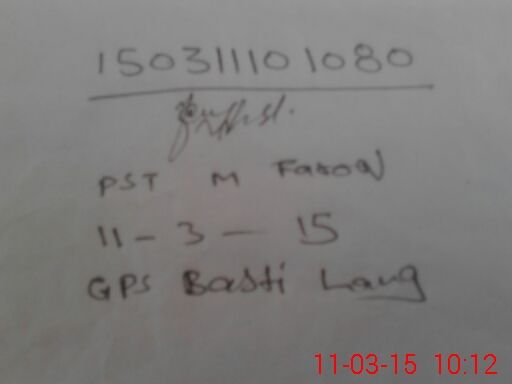 150311101080
PST M Farooq
11 - 3 - 15
GPS Basti Lang
11-03-15 10:12